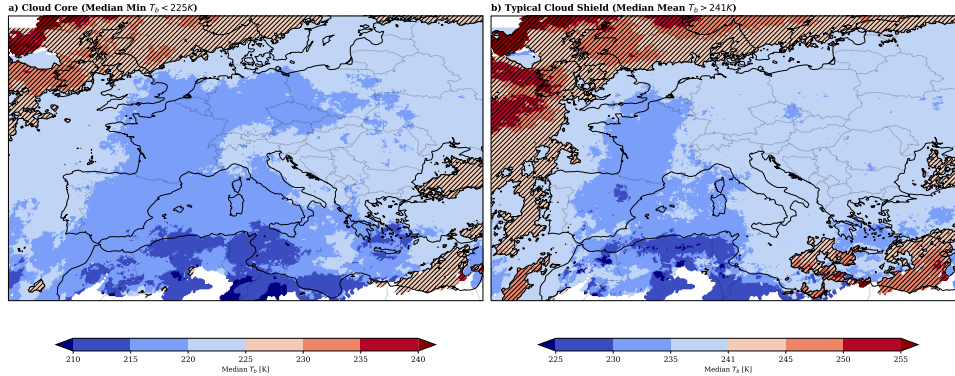 a) Cloud Core (Median Min T_b < 225K)
b) Typical Cloud Shield (Median Mean T_b > 241K)
210 215 220 225 230 235 240
Median T_b [K]
225 230 235 241 245 250 255
Median T_b [K]